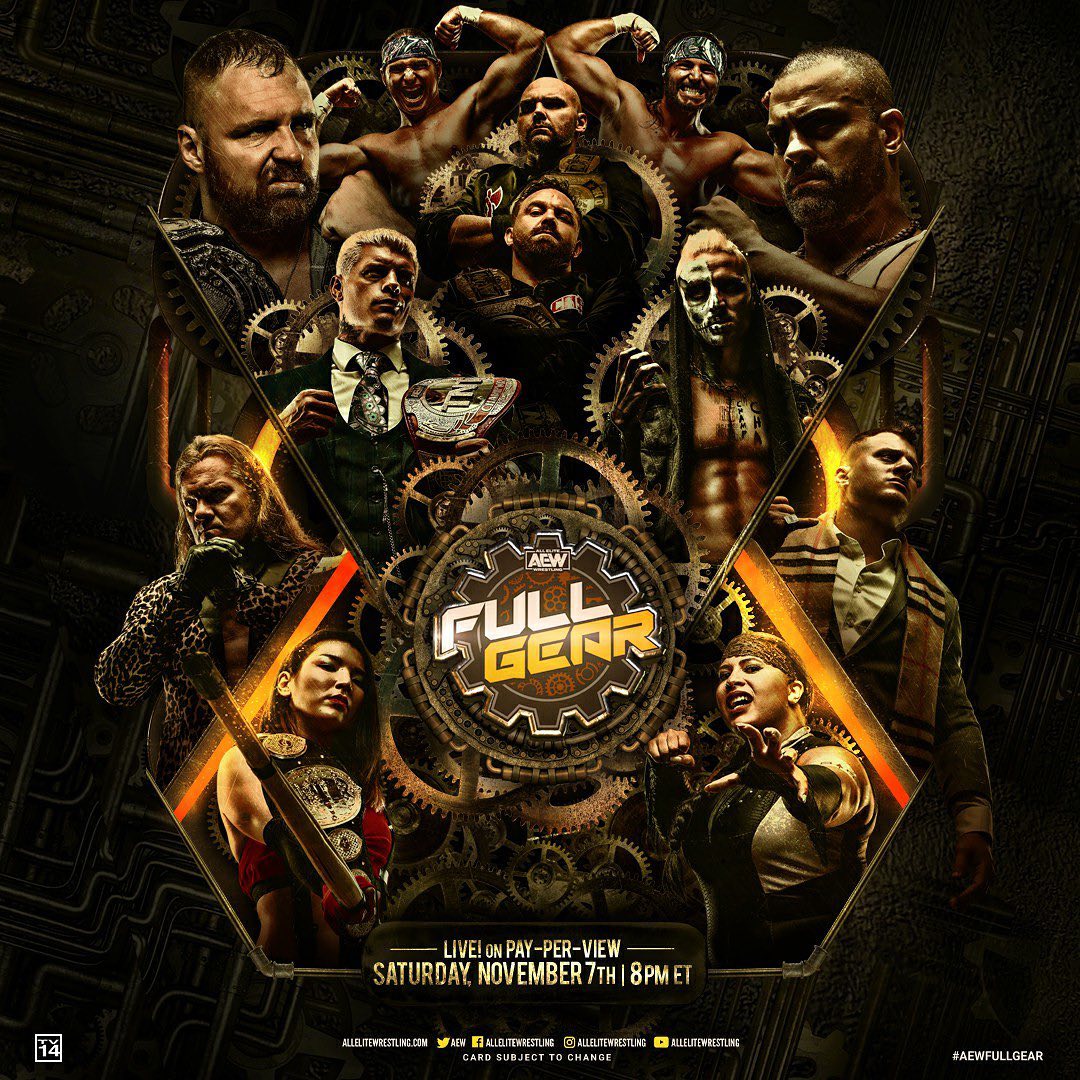 ALL ELITE
AEW
WRESTLING
FULL
GEAR
LIVE! ON PAY-PER-VIEW
SATURDAY, NOVEMBER 7TH | 8PM ET
TV
14
ALLELITEWRESTLING.COM AEW ALLELITEWRESTLING ALLELITEWRESTLING ALLELITEWRESTLING
CARD SUBJECT TO CHANGE
#AEWFULLGEAR